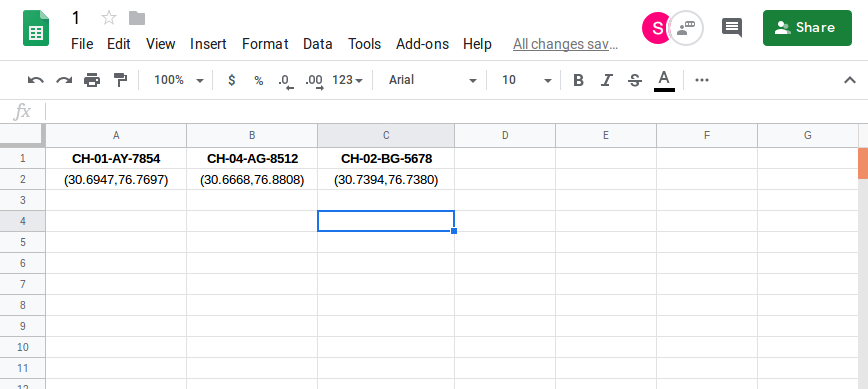 1
S
Share
File Edit View Insert Format Data Tools Add-ons Help All changes sav...
100% $ % .0 .00 123 Arial 10 B I S A ...
fx
A B C D E F G
1 CH-01-AY-7854 CH-04-AG-8512 CH-02-BG-5678
2 (30.6947,76.7697) (30.6668,76.8808) (30.7394,76.7380)
3
4
5
6
7
8
9
10
11
12